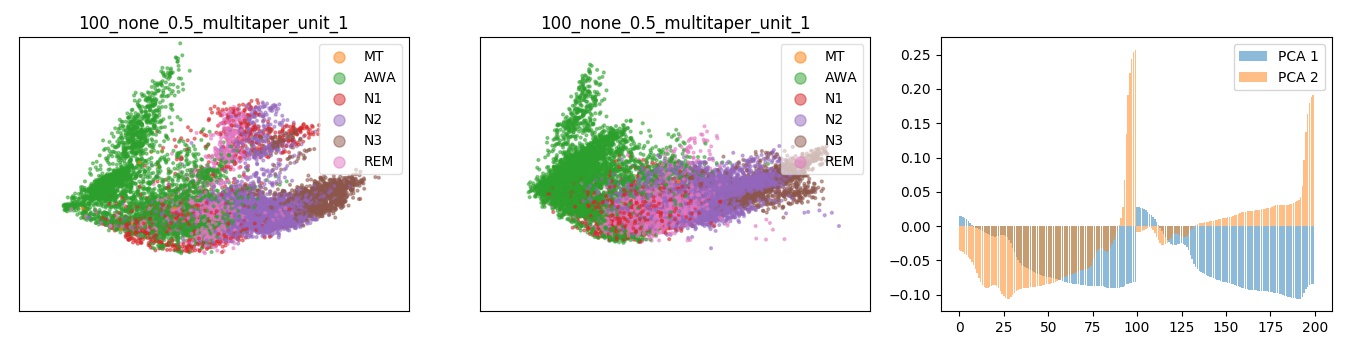 100_none_0.5_multitaper_unit_1
MT
AWA
N1
N2
N3
REM
100_none_0.5_multitaper_unit_1
MT
AWA
N1
N2
N3
REM
PCA 1
PCA 2
0.25
0.20
0.15
0.10
0.05
0.00
−0.05
−0.10
0 25 50 75 100 125 150 175 200